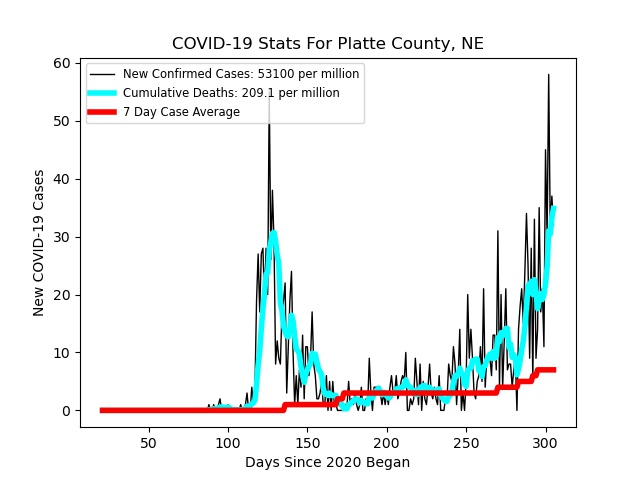 COVID-19 Stats For Platte County, NE
New Confirmed Cases: 53100 per million
Cumulative Deaths: 209.1 per million
7 Day Case Average
60
50
40
30
20
10
0
New COVID-19 Cases
50 100 150 200 250 300
Days Since 2020 Began